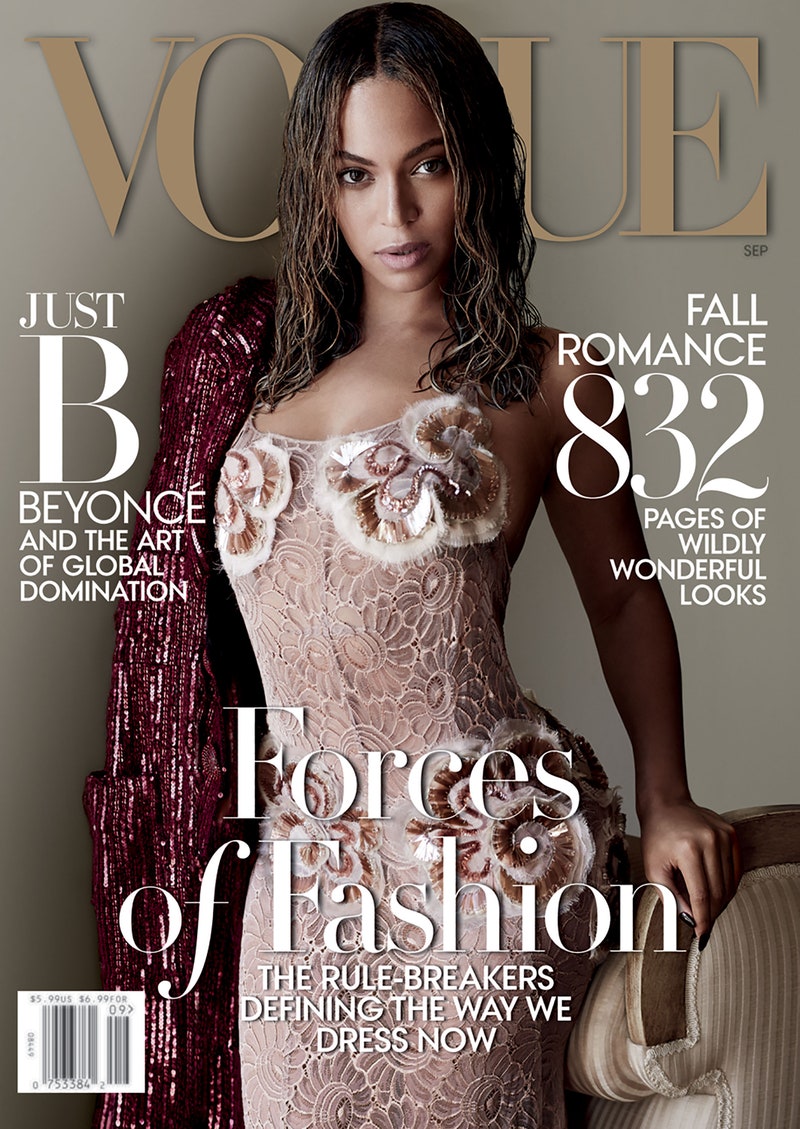 VOGUE
SEP
JUST
B
BEYONCÉ
AND THE ART
OF GLOBAL
DOMINATION
FALL
ROMANCE
832
PAGES OF
WILDLY
WONDERFUL
LOOKS
Forces
of Fashion
THE RULE-BREAKERS
DEFINING THE WAY WE
DRESS NOW
$5.99US $6.99FOR
09>
08449
0 753384 2